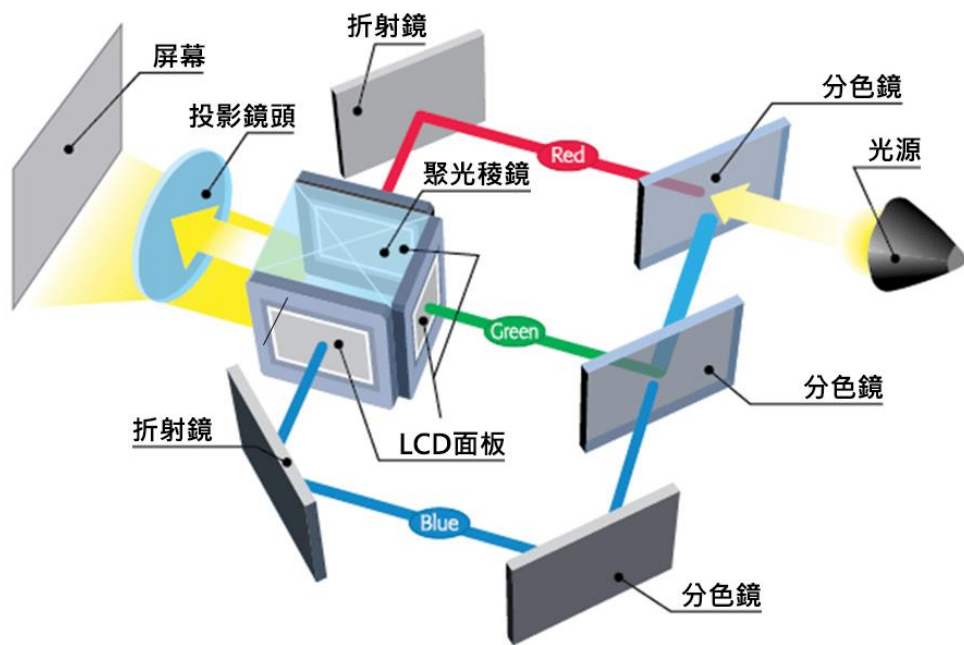 折射鏡
屏幕
分色鏡
投影鏡頭
光源
Red
聚光稜鏡
Green
分色鏡
折射鏡
LCD面板
Blue
分色鏡